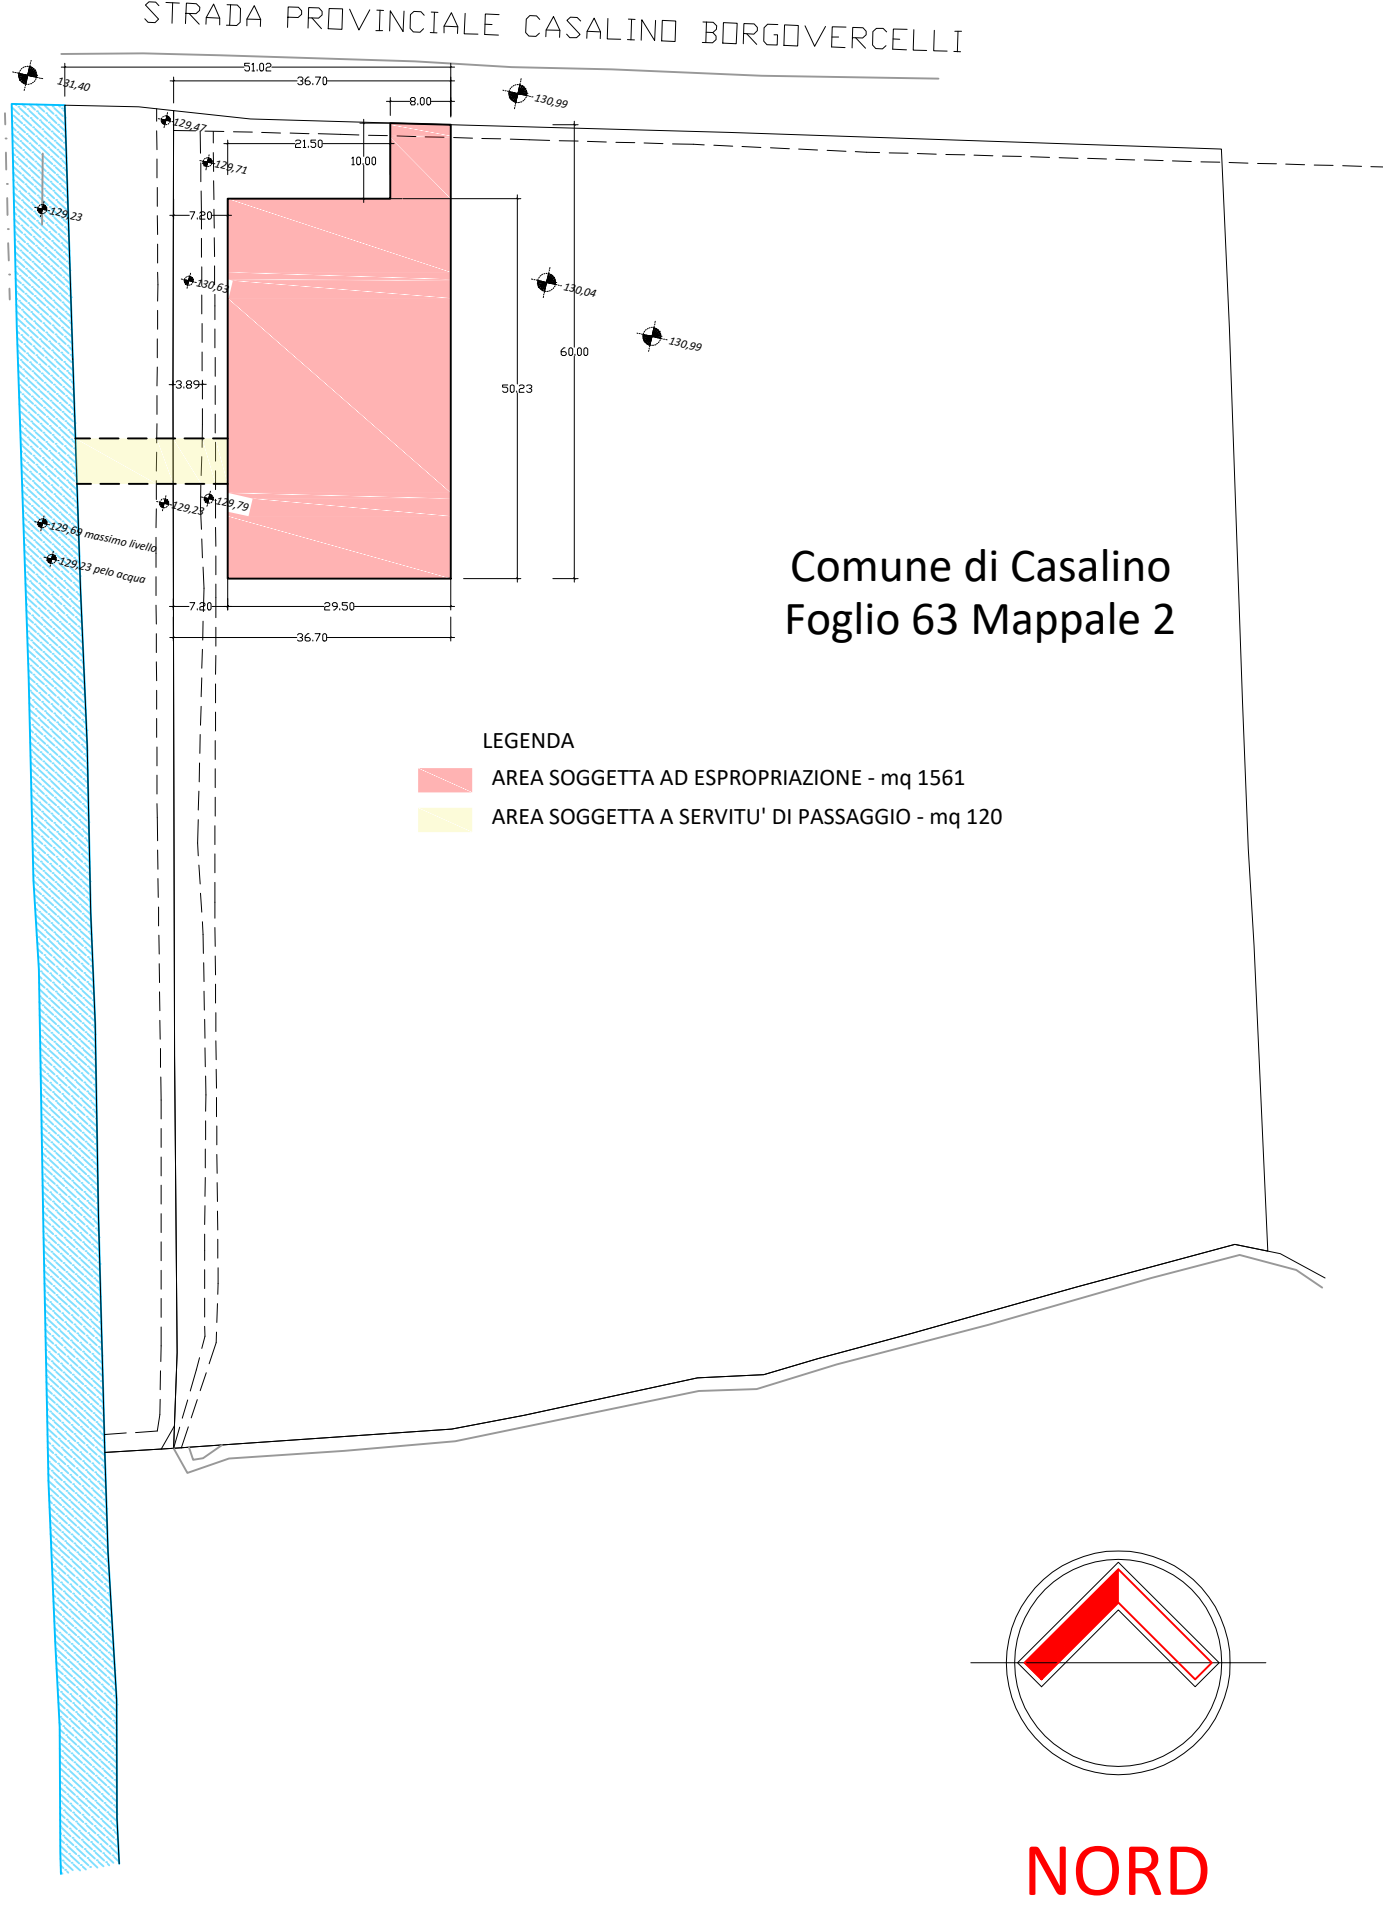 STRADA PROVINCIALE CASALINO BORGOVERCELLI
51.02
131,40
36.70
8.00
130,99
129,47
21.50
10.00
129,71
129,23
7.20
130,63
130,04
130,99
60.00
3.89
50.23
129,79
129,23
129,69 massimo livello
129,23 pelo acqua
Comune di Casalino
Foglio 63 Mappale 2
7.20
29.50
36.70
LEGENDA
AREA SOGGETTA AD ESPROPRIAZIONE - mq 1561
AREA SOGGETTA A SERVITU' DI PASSAGGIO - mq 120
NORD